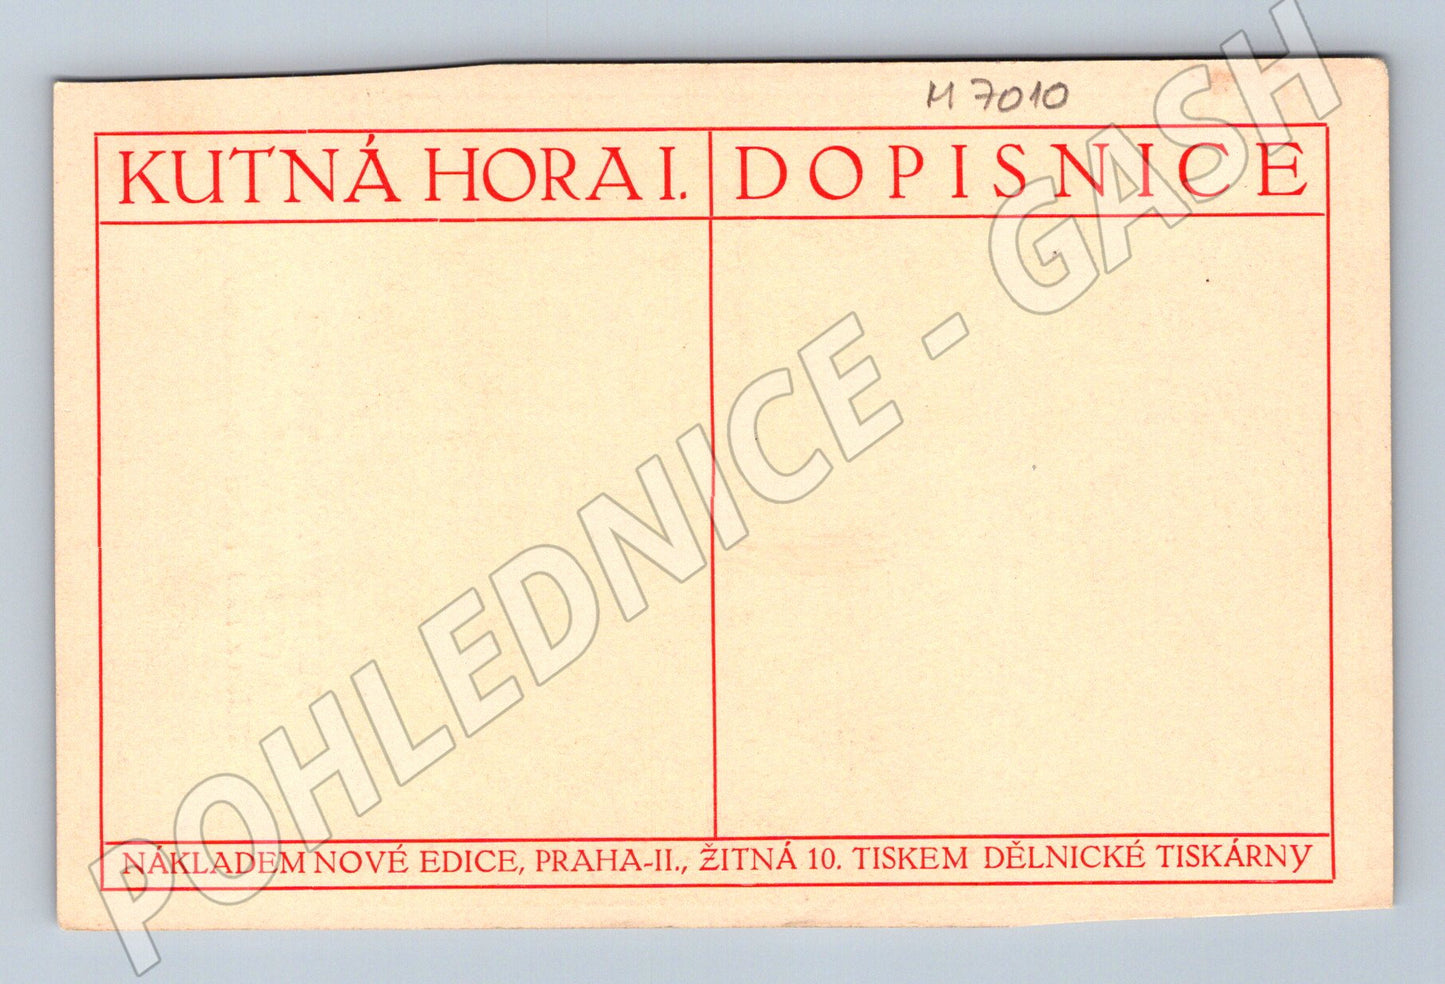 M 7010
KUTNÁ HORA I.
DOPISNICE
POHLEDNICE - GASH
NÁKLADEM NOVÉ EDICE, PRAHA-II., ŽITNÁ 10. TISKEM DĚLNICKÉ TISKÁRNY